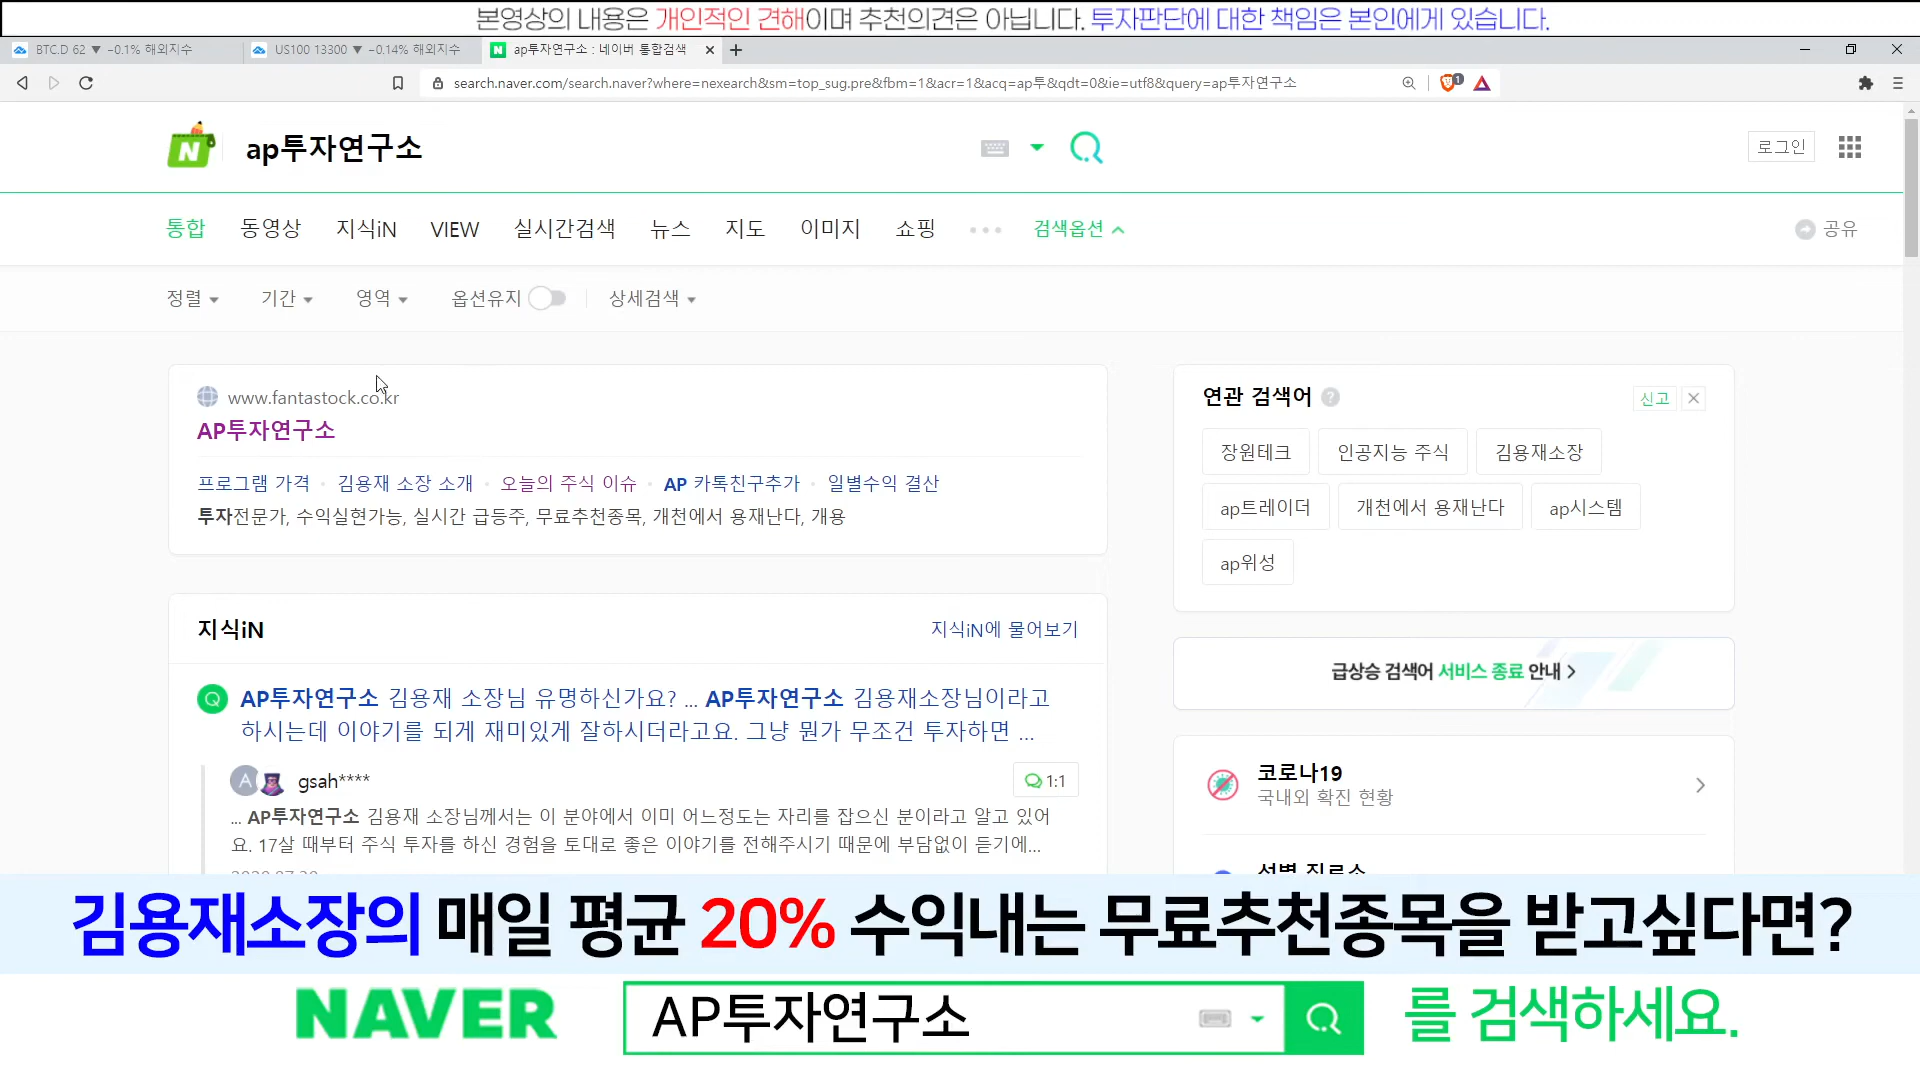 본영상의 내용은 개인적인 견해이며 추천의견은 아닙니다. 투자판단에 대한 책임은 본인에게 있습니다.
BTC.D 62 ▼ −0.1% 해외지수
US100 13300 ▼ −0.14% 해외지수
ap투자연구소 : 네이버 통합검색
search.naver.com/search.naver?where=nexearch&sm=top_sug.pre&fbm=1&acr=1&acq=ap투&qdt=0&ie=utf8&query=ap투자연구소
1
N ap투자연구소
로그인
통합 동영상 지식iN VIEW 실시간검색 뉴스 지도 이미지 쇼핑 검색옵션 공유
정렬 기간 영역 옵션유지 상세검색
www.fantastock.co.kr
AP투자연구소
프로그램 가격 · 김용재 소장 소개 · 오늘의 주식 이슈 · AP 카톡친구추가 · 일별수익 결산
투자전문가, 수익실현가능, 실시간 급등주, 무료추천종목, 개천에서 용재난다, 개용
연관 검색어 ?
신고
장원테크 인공지능 주식 김용재소장
ap트레이더 개천에서 용재난다 ap시스템
ap위성
지식iN
지식iN에 물어보기
Q AP투자연구소 김용재 소장님 유명하신가요? ... AP투자연구소 김용재소장님이라고
하시는데 이야기를 되게 재미있게 잘하시더라고요. 그냥 뭔가 무조건 투자하면 ...
A gsah****
1:1
... AP투자연구소 김용재 소장님께서는 이 분야에서 이미 어느정도는 자리를 잡으신 분이라고 알고 있어
요. 17살 때부터 주식 투자를 하신 경험을 토대로 좋은 이야기를 전해주시기 때문에 부담없이 듣기에...
급상승 검색어 서비스 종료 안내
코로나19
국내외 확진 현황
김용재소장의 매일 평균 20% 수익내는 무료추천종목을 받고싶다면?
NAVER AP투자연구소 를 검색하세요.